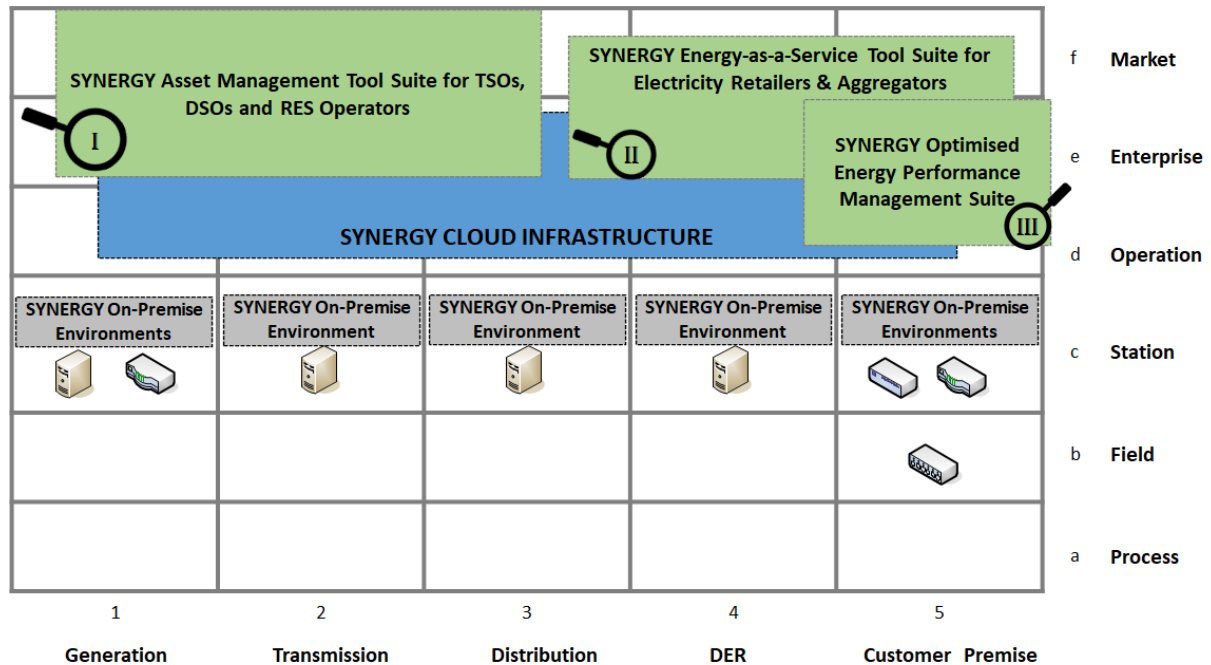 SYNERGY Asset Management Tool Suite for TSOs,
DSOs and RES Operators
I
SYNERGY Energy-as-a-Service Tool Suite for
Electricity Retailers & Aggregators
II
SYNERGY Optimised
Energy Performance
Management Suite
III
SYNERGY CLOUD INFRASTRUCTURE
f Market
e Enterprise
d Operation
SYNERGY On-Premise
Environments
SYNERGY On-Premise
Environment
SYNERGY On-Premise
Environment
SYNERGY On-Premise
Environment
SYNERGY On-Premise
Environments
c Station
b Field
a Process
1 2 3 4 5
Generation Transmission Distribution DER Customer Premise